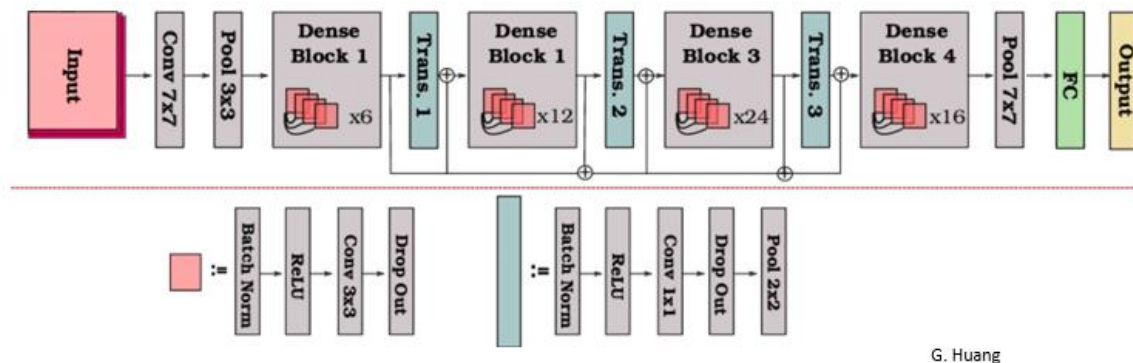 Input
Conv 7x7
Pool 3x3
Dense
Block 1
x6
Trans. 1
Dense
Block 1
x12
Trans. 2
Dense
Block 3
x24
Trans. 3
Dense
Block 4
x16
Pool 7x7
FC
Output
::=
Batch Norm
ReLU
Conv 3x3
Drop Out
::=
Batch Norm
ReLU
Conv 1x1
Drop Out
Pool 2x2
G. Huang